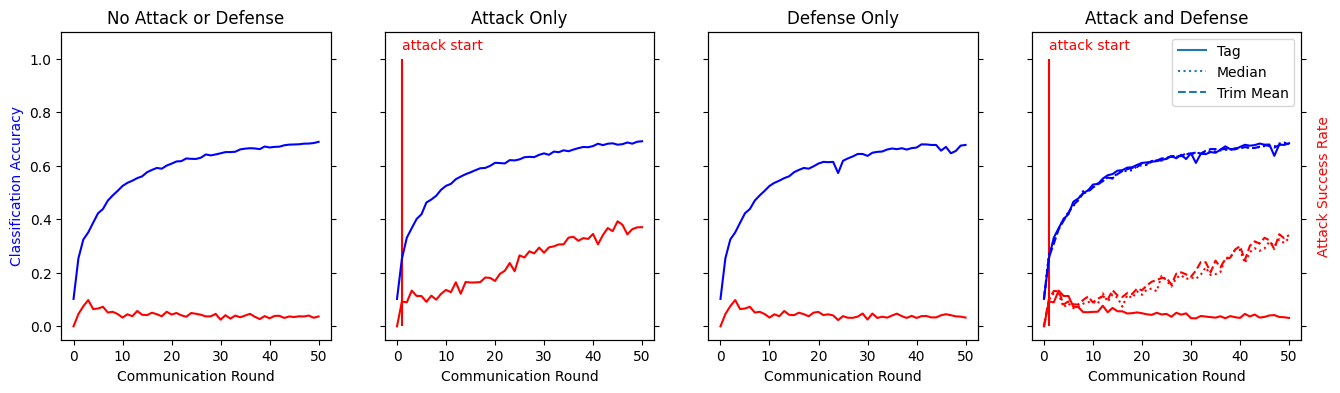 No Attack or Defense
Attack Only
Defense Only
Attack and Defense
Classification Accuracy
1.0
0.8
0.6
0.4
0.2
0.0
0 10 20 30 40 50
Communication Round
attack start
0 10 20 30 40 50
Communication Round
0 10 20 30 40 50
Communication Round
attack start
Tag
Median
Trim Mean
0 10 20 30 40 50
Communication Round
Attack Success Rate